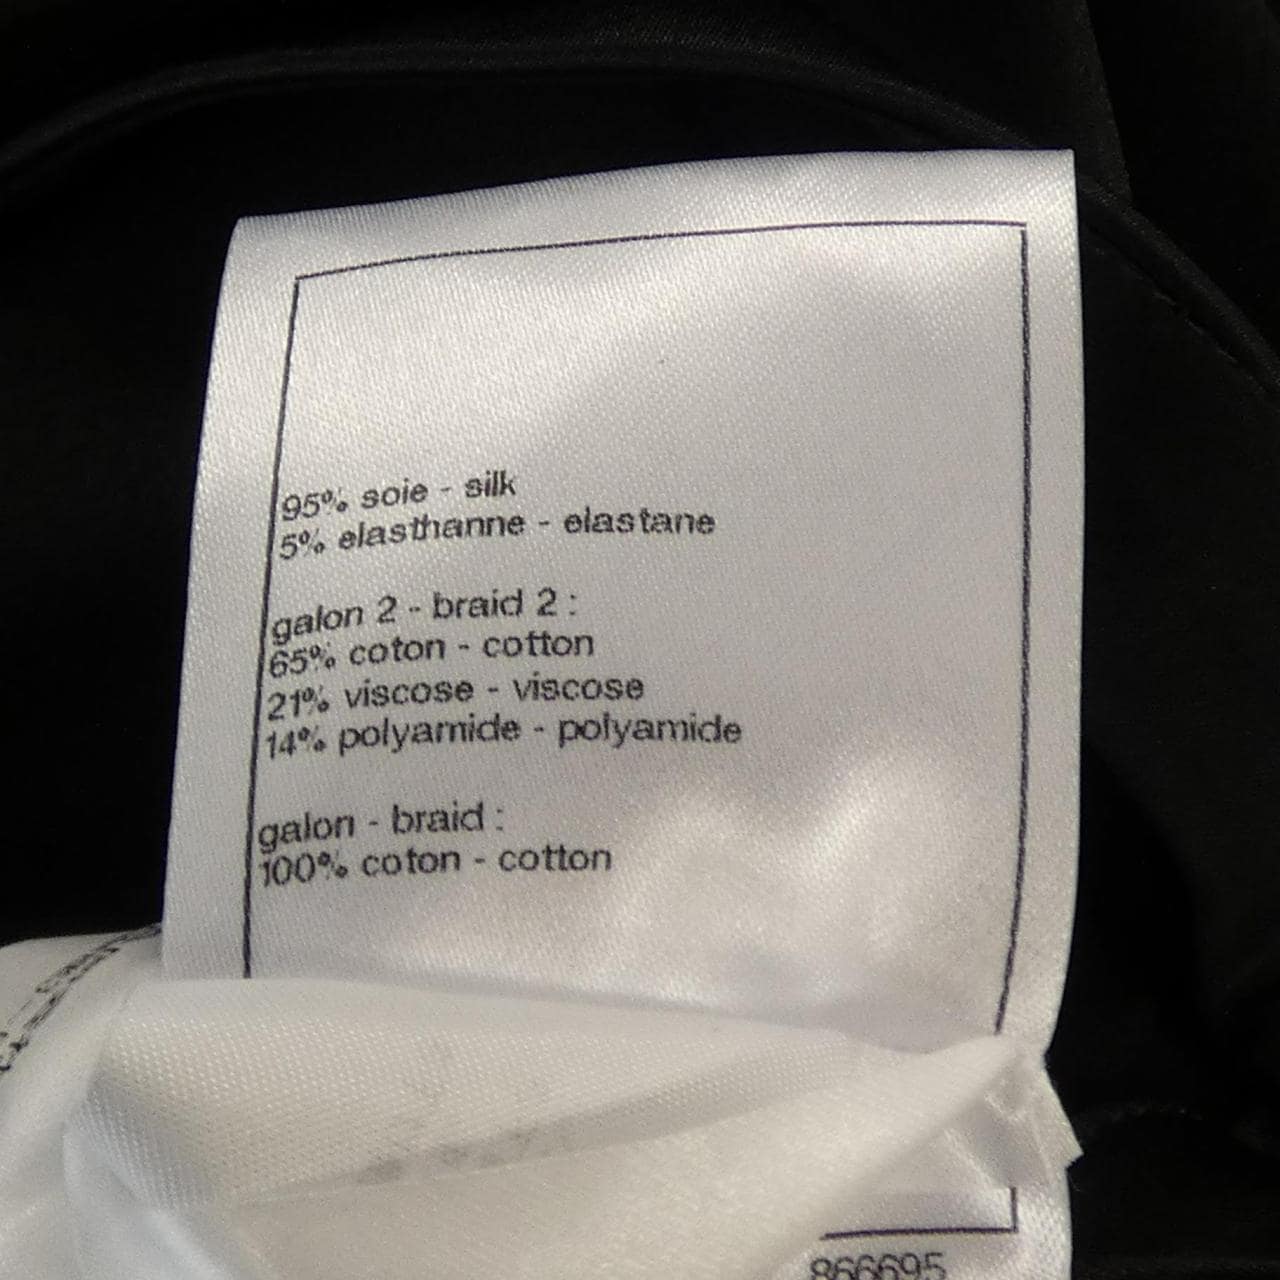 95% soie - silk
5% elasthanne - elastane
galon 2 - braid 2 :
65% coton - cotton
21% viscose - viscose
14% polyamide - polyamide
galon - braid :
100% coton - cotton
866695